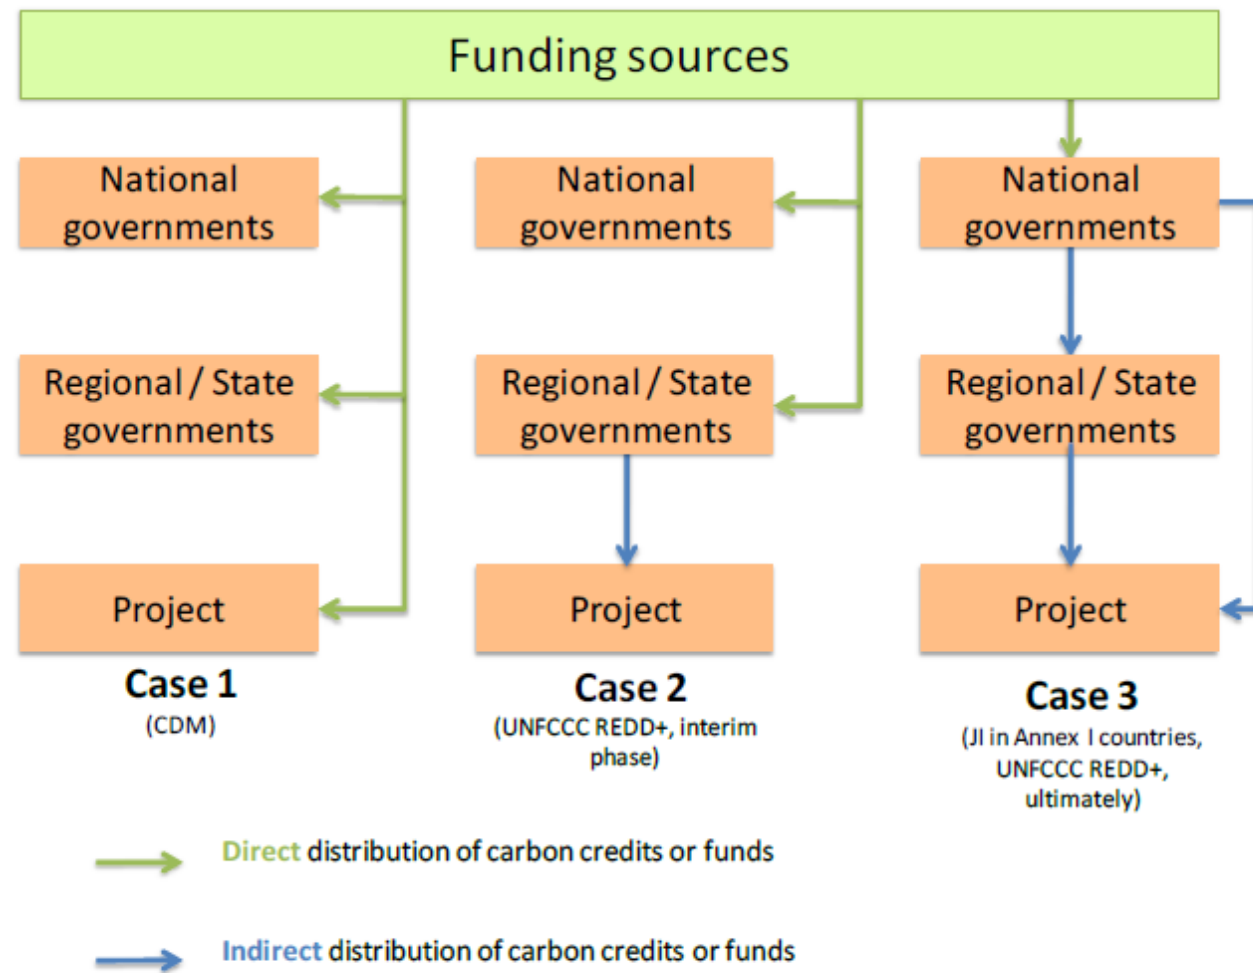 Funding sources
National
governments
National
governments
National
governments
Regional / State
governments
Regional / State
governments
Regional / State
governments
Project
Project
Project
Case 1
(CDM)
Case 2
(UNFCCC REDD+, interim
phase)
Case 3
(JI in Annex I countries,
UNFCCC REDD+,
ultimately)
Direct distribution of carbon credits or funds
Indirect distribution of carbon credits or funds